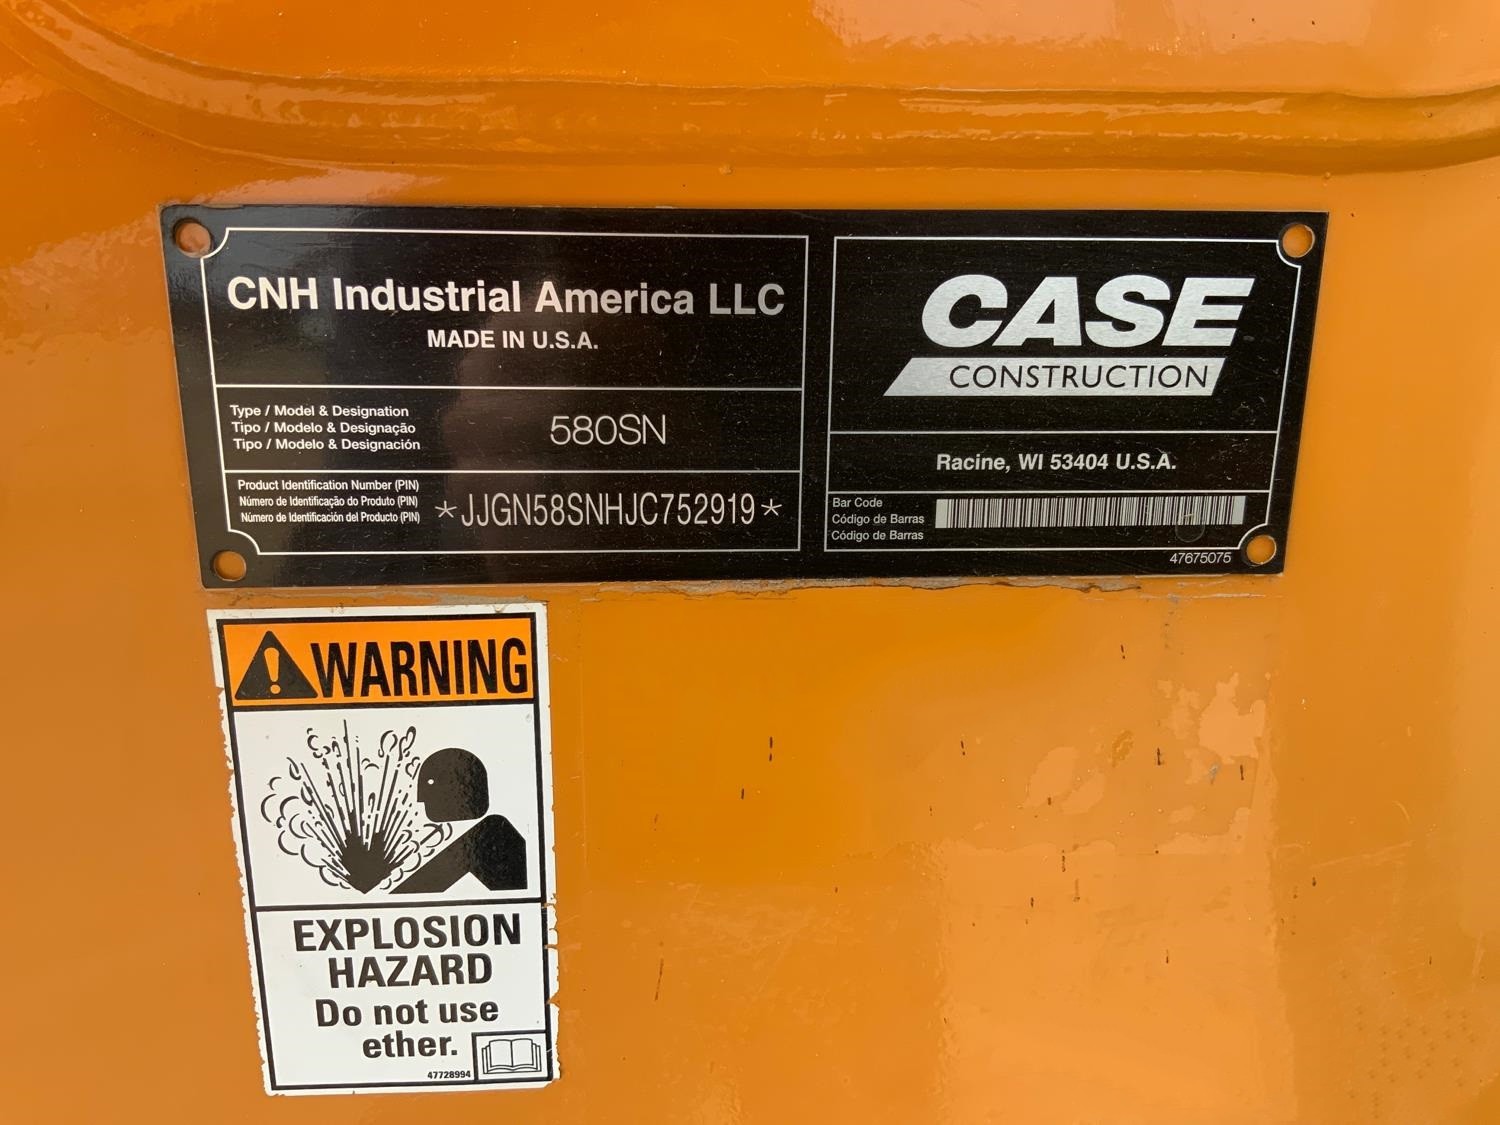 CNH Industrial America LLC
MADE IN U.S.A.
Type / Model & Designation
Tipo / Modelo & Designação
Tipo / Modelo & Designación
580SN
Product Identification Number (PIN)
Número de Identificação do Produto (PIN)
Número de Identificación del Producto (PIN)
*JJGN58SNHJC752919*
CASE
CONSTRUCTION
Racine, WI 53404 U.S.A.
Bar Code
Código de Barras
Código de Barras
47675075
WARNING
EXPLOSION
HAZARD
Do not use
ether.
47728994